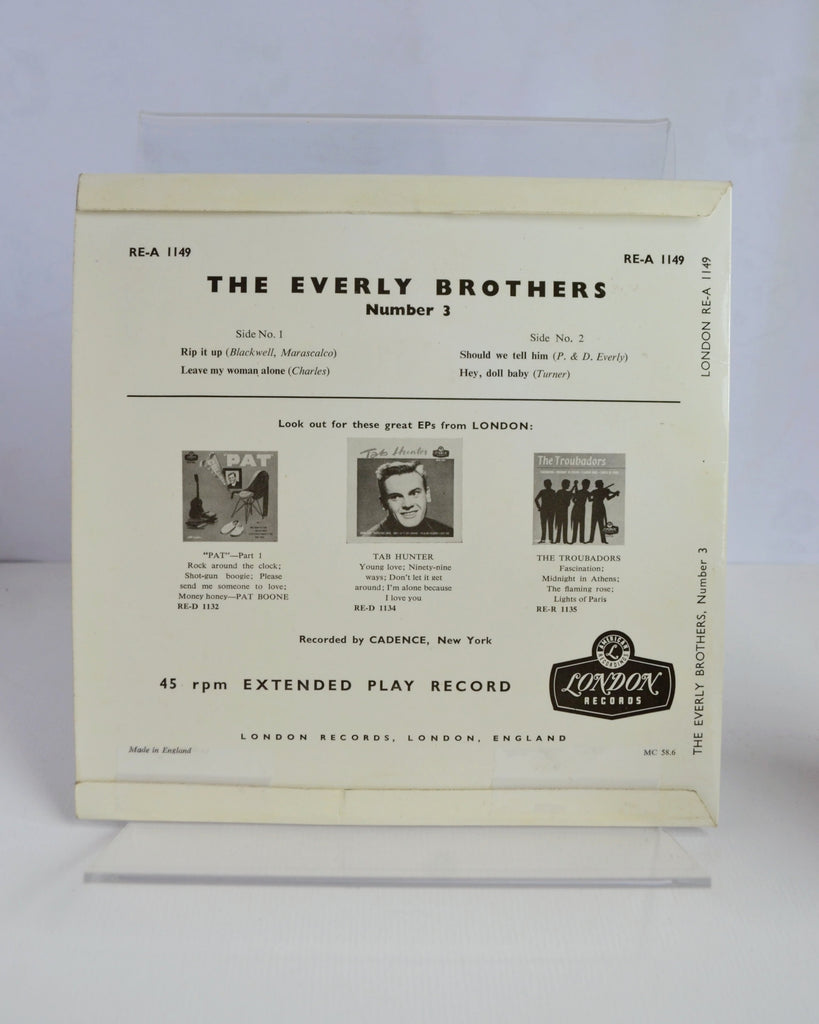 RE-A 1149
RE-A 1149
THE EVERLY BROTHERS
Number 3
Side No. 1
Rip it up (Blackwell, Marascalco)
Leave my woman alone (Charles)
Side No. 2
Should we tell him (P. & D. Everly)
Hey, doll baby (Turner)
LONDON RE-A 1149
Look out for these great EPs from LONDON:
PAT
Tab Hunter
The Troubadors
"PAT"—Part 1
Rock around the clock;
Shot-gun boogie; Please
send me someone to love;
Money honey—PAT BOONE
RE-D 1132
TAB HUNTER
Young love; Ninety-nine
ways; Don't let it get
around; I'm alone because
I love you
RE-D 1134
THE TROUBADORS
Fascination;
Midnight in Athens;
The flaming rose;
Lights of Paris
RE-R 1135
THE EVERLY BROTHERS, Number 3
Recorded by CADENCE, New York
45 rpm EXTENDED PLAY RECORD
AMERICAN
L
RECORDINGS
LONDON
RECORDS
LONDON RECORDS, LONDON, ENGLAND
Made in England
MC 58.6